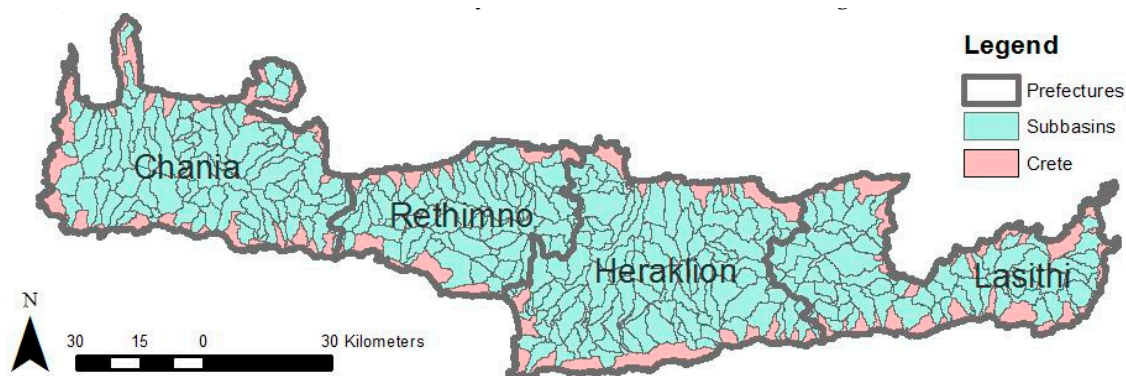 Legend
Prefectures
Subbasins
Crete
Chania
Rethimno
Heraklion
Lasithi
N
30 15 0 30 Kilometers